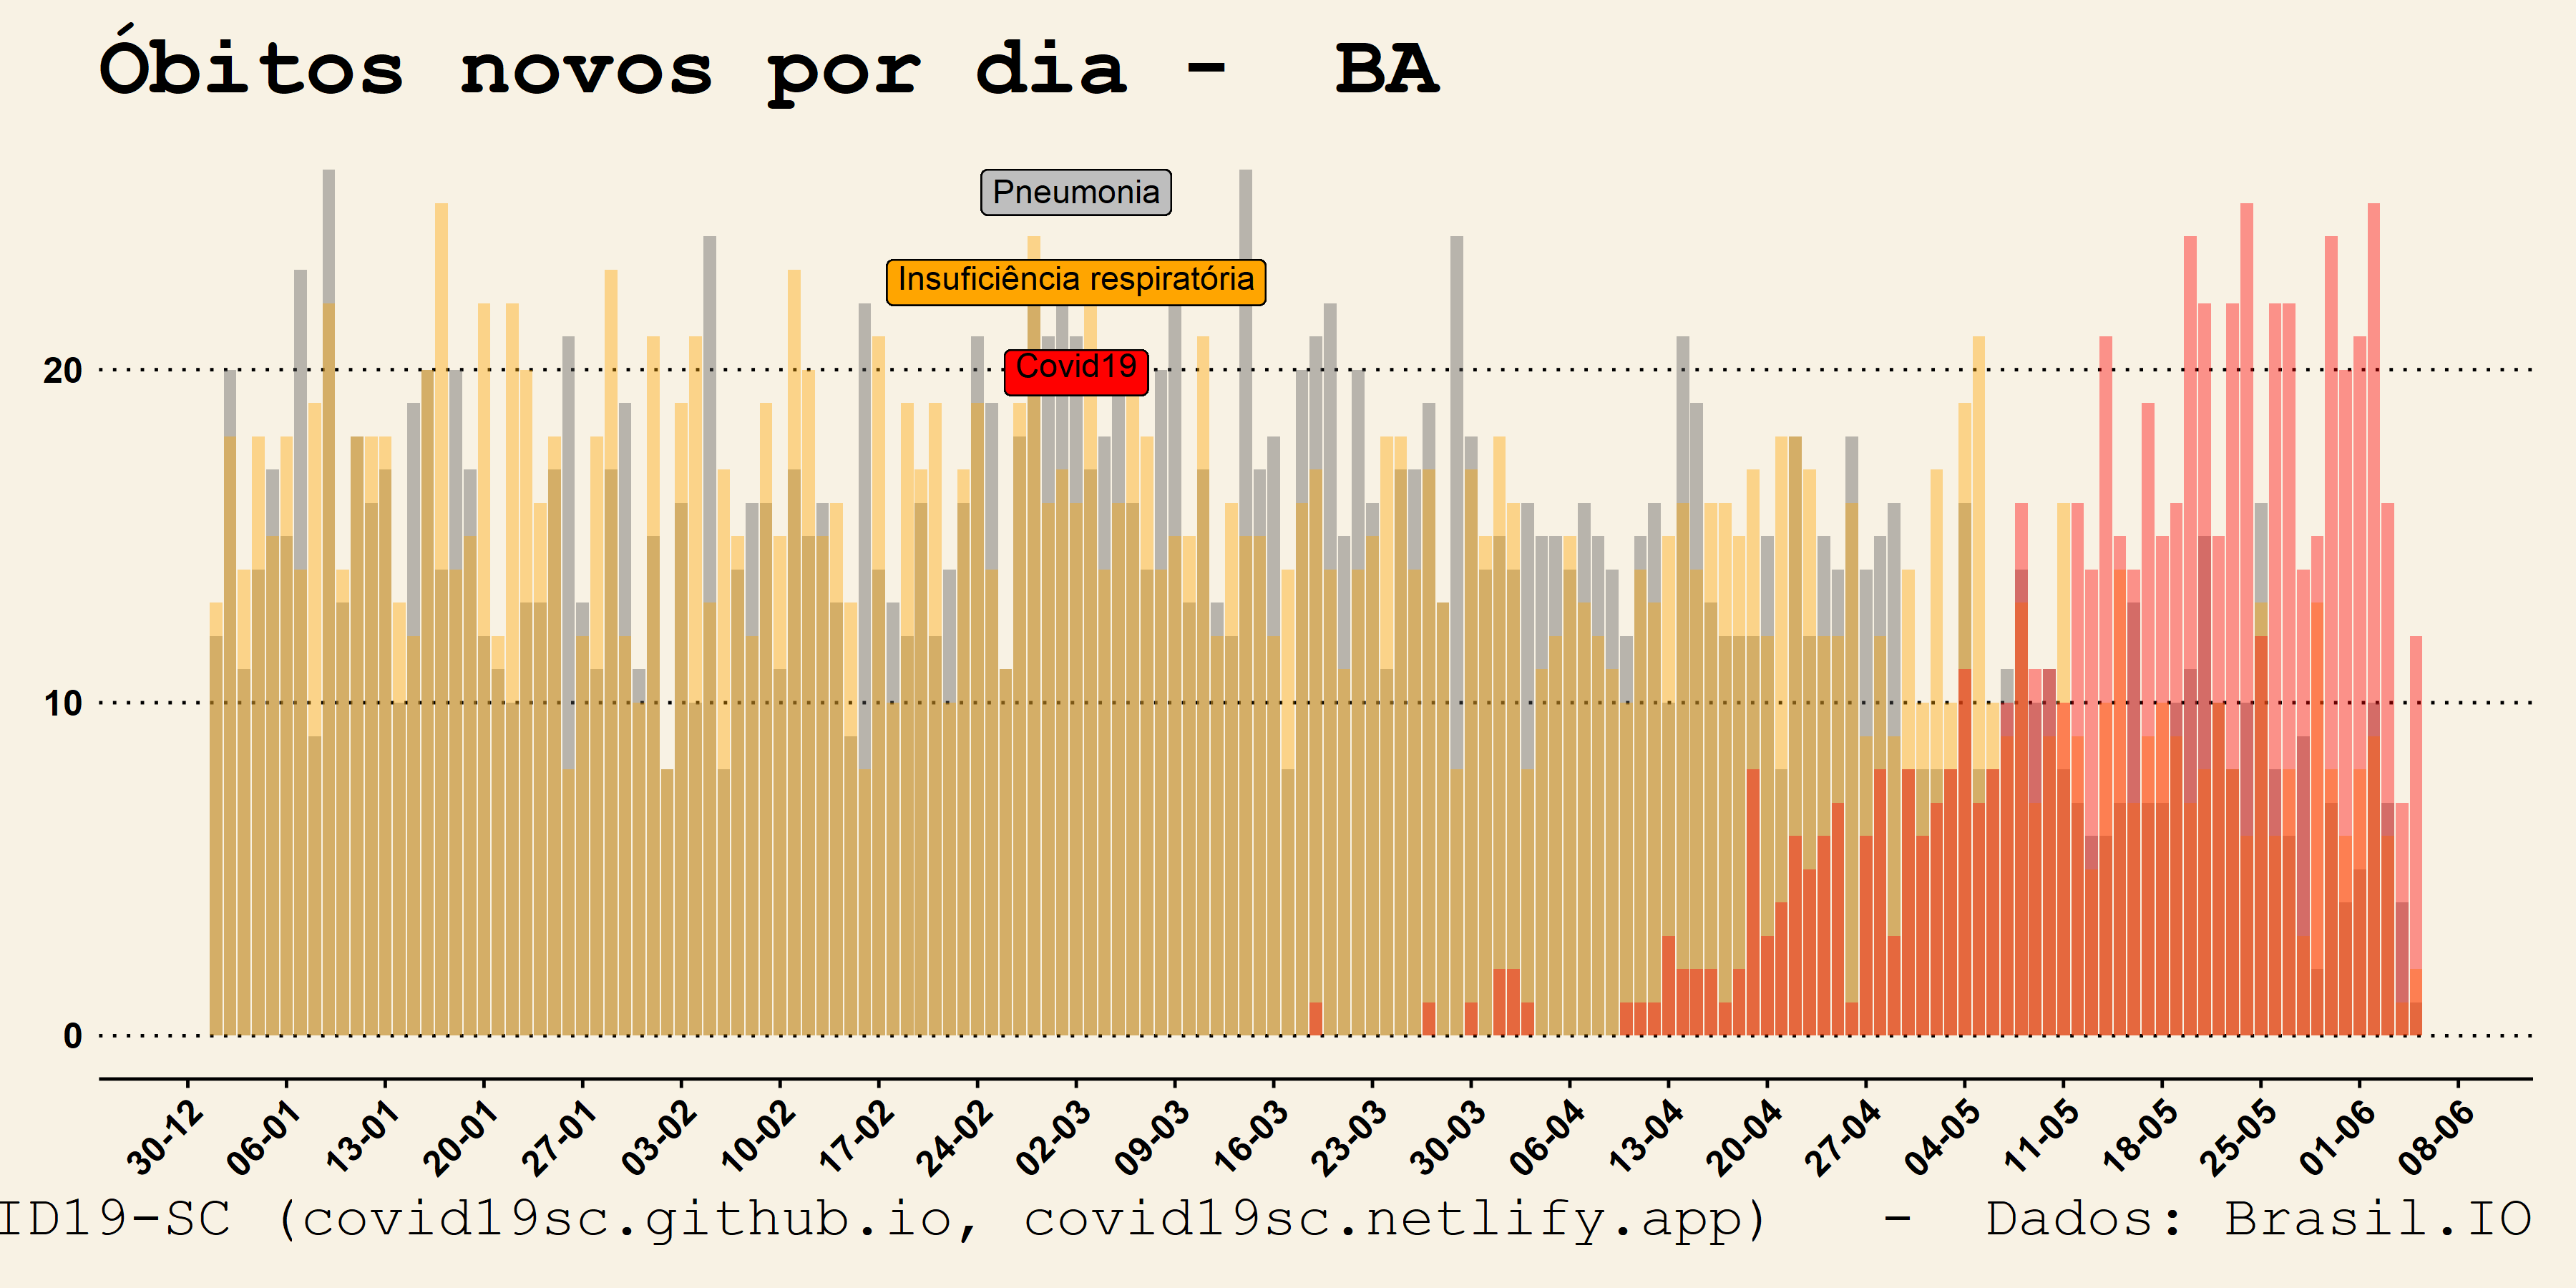 Óbitos novos por dia - BA
Pneumonia
Insuficiência respiratória
Covid19
20
10
0
30-12 06-01 13-01 20-01 27-01 03-02 10-02 17-02 24-02 02-03 09-03 16-03 23-03 30-03 06-04 13-04 20-04 27-04 04-05 11-05 18-05 25-05 01-06 08-06
ID19-SC (covid19sc.github.io, covid19sc.netlify.app) - Dados: Brasil.IO